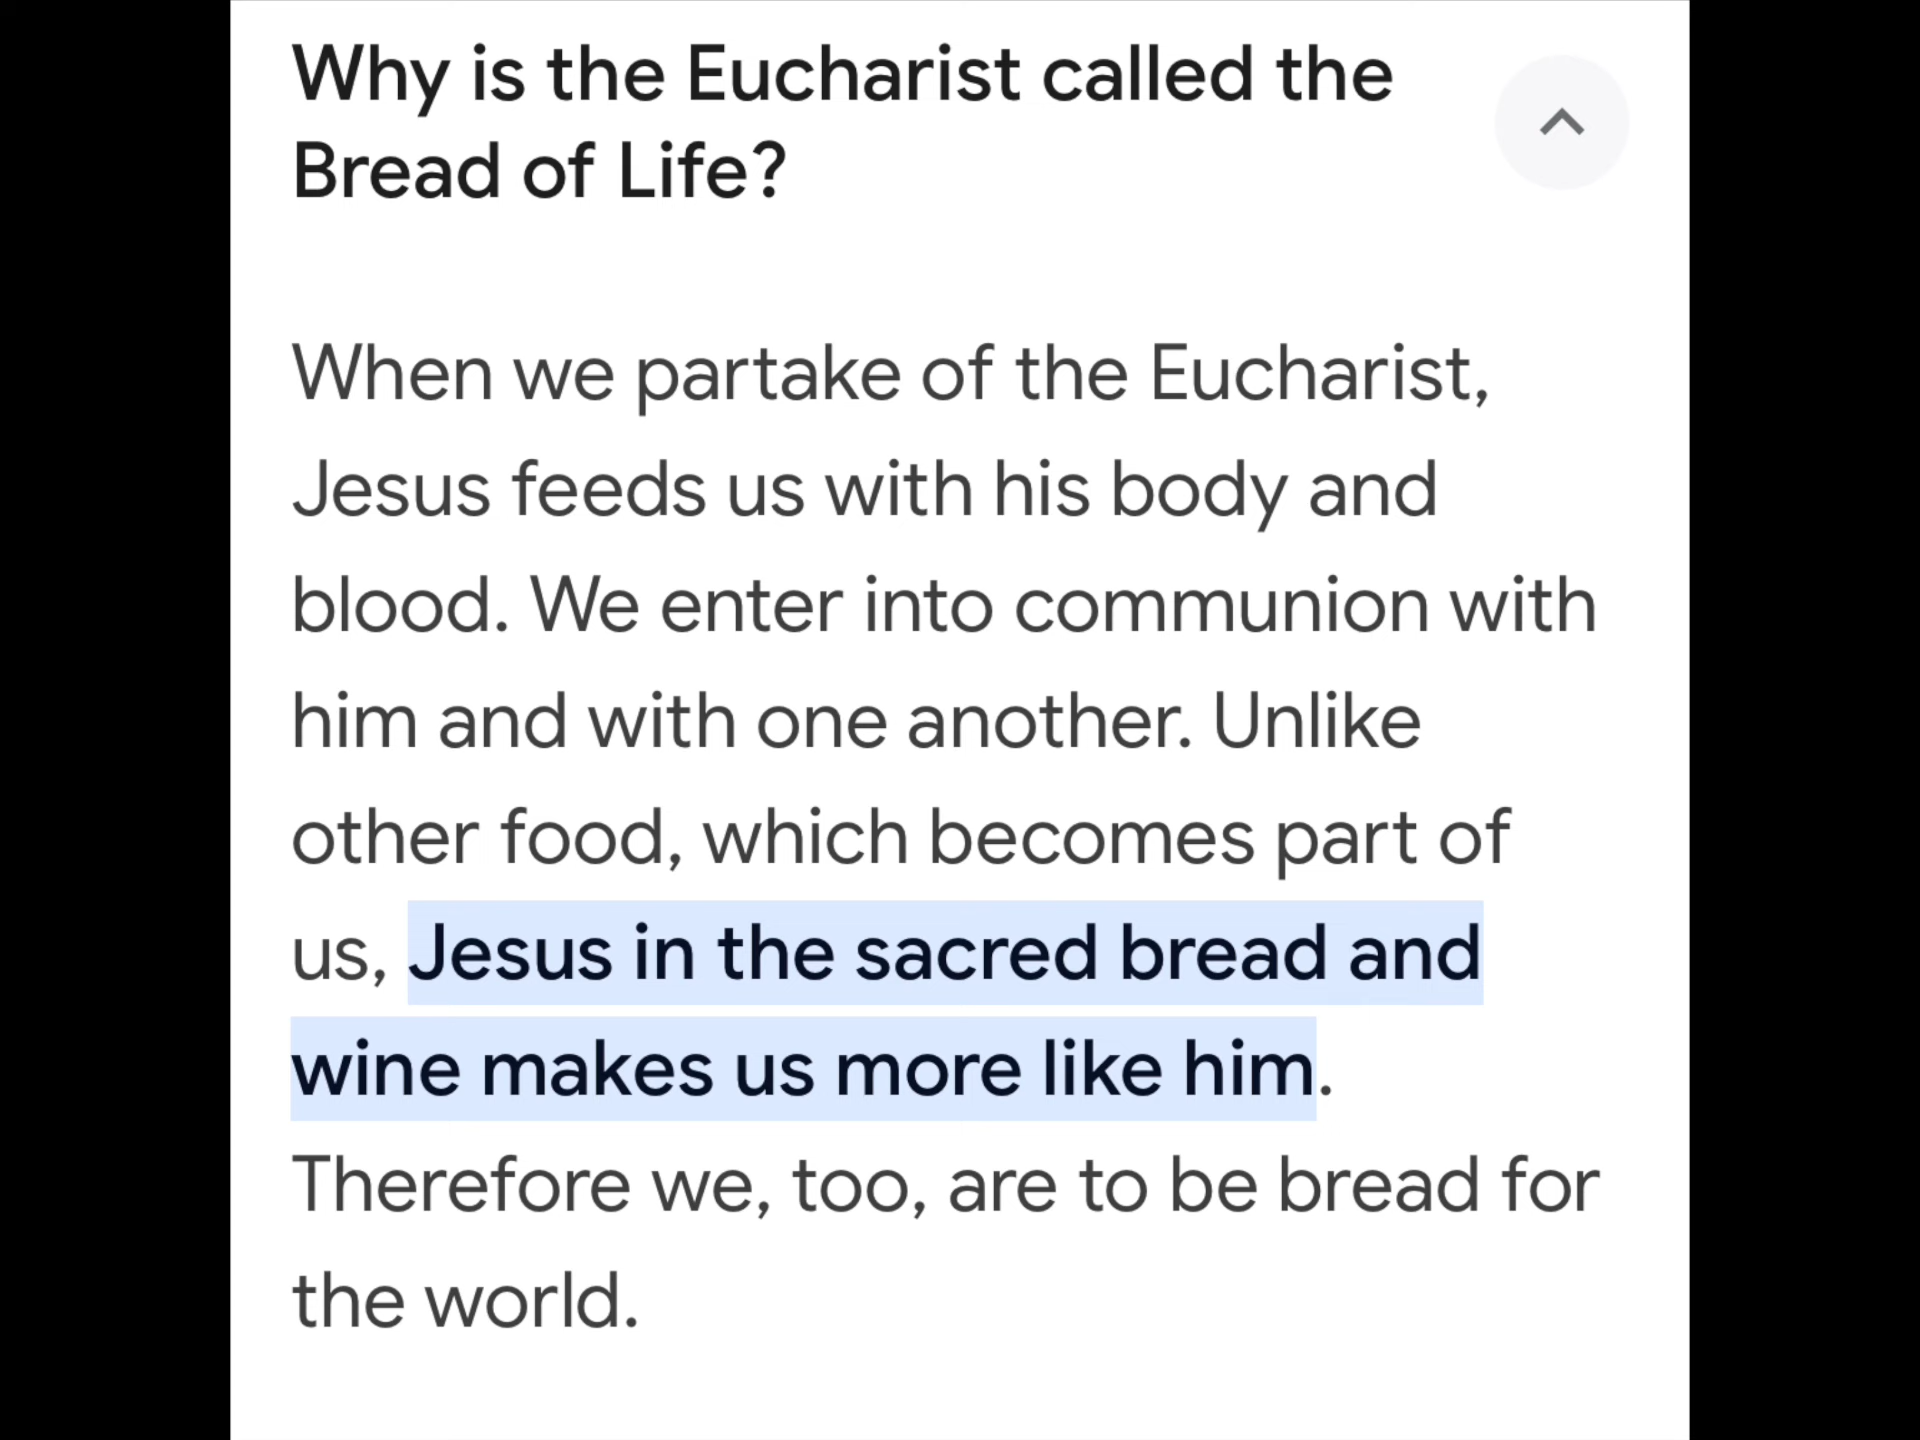 Why is the Eucharist called the
Bread of Life?
When we partake of the Eucharist,
Jesus feeds us with his body and
blood. We enter into communion with
him and with one another. Unlike
other food, which becomes part of
us, Jesus in the sacred bread and
wine makes us more like him.
Therefore we, too, are to be bread for
the world.